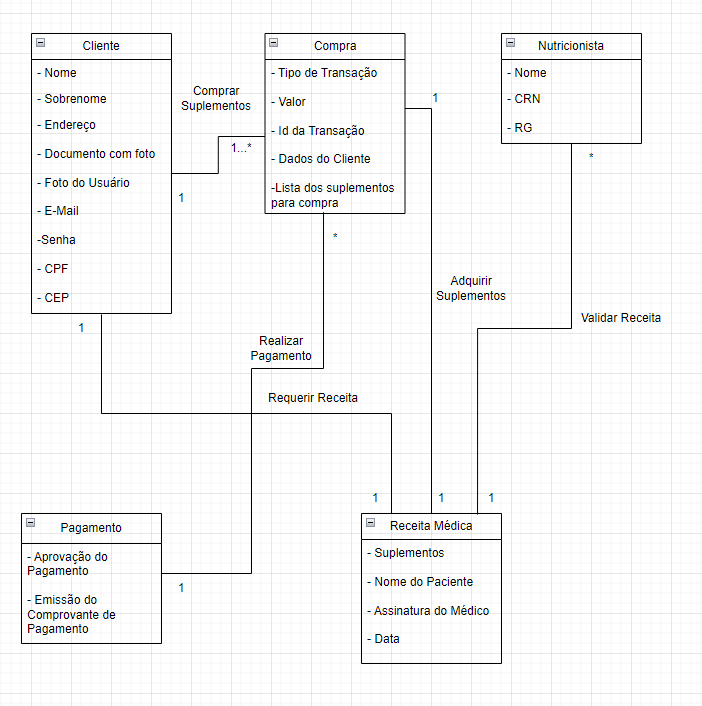 Cliente
- Nome
- Sobrenome
- Endereço
- Documento com foto
- Foto do Usuário
- E-Mail
-Senha
- CPF
- CEP
Comprar
Suplementos
1...*
1
Compra
- Tipo de Transação
- Valor
- Id da Transação
- Dados do Cliente
-Lista dos suplementos
para compra
1
Nutricionista
- Nome
- CRN
- RG
*
*
Adquirir
Suplementos
Validar Receita
1
Realizar
Pagamento
Requerir Receita
1
1
1
Pagamento
- Aprovação do
Pagamento
- Emissão do
Comprovante de
Pagamento
1
Receita Médica
- Suplementos
- Nome do Paciente
- Assinatura do Médico
- Data